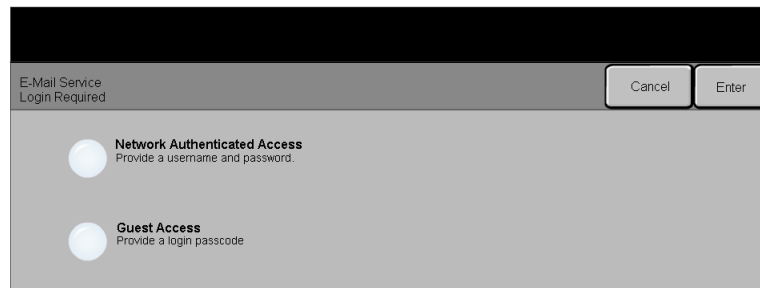 E-Mail Service
Login Required
Cancel
Enter
Network Authenticated Access
Provide a username and password.
Guest Access
Provide a login passcode